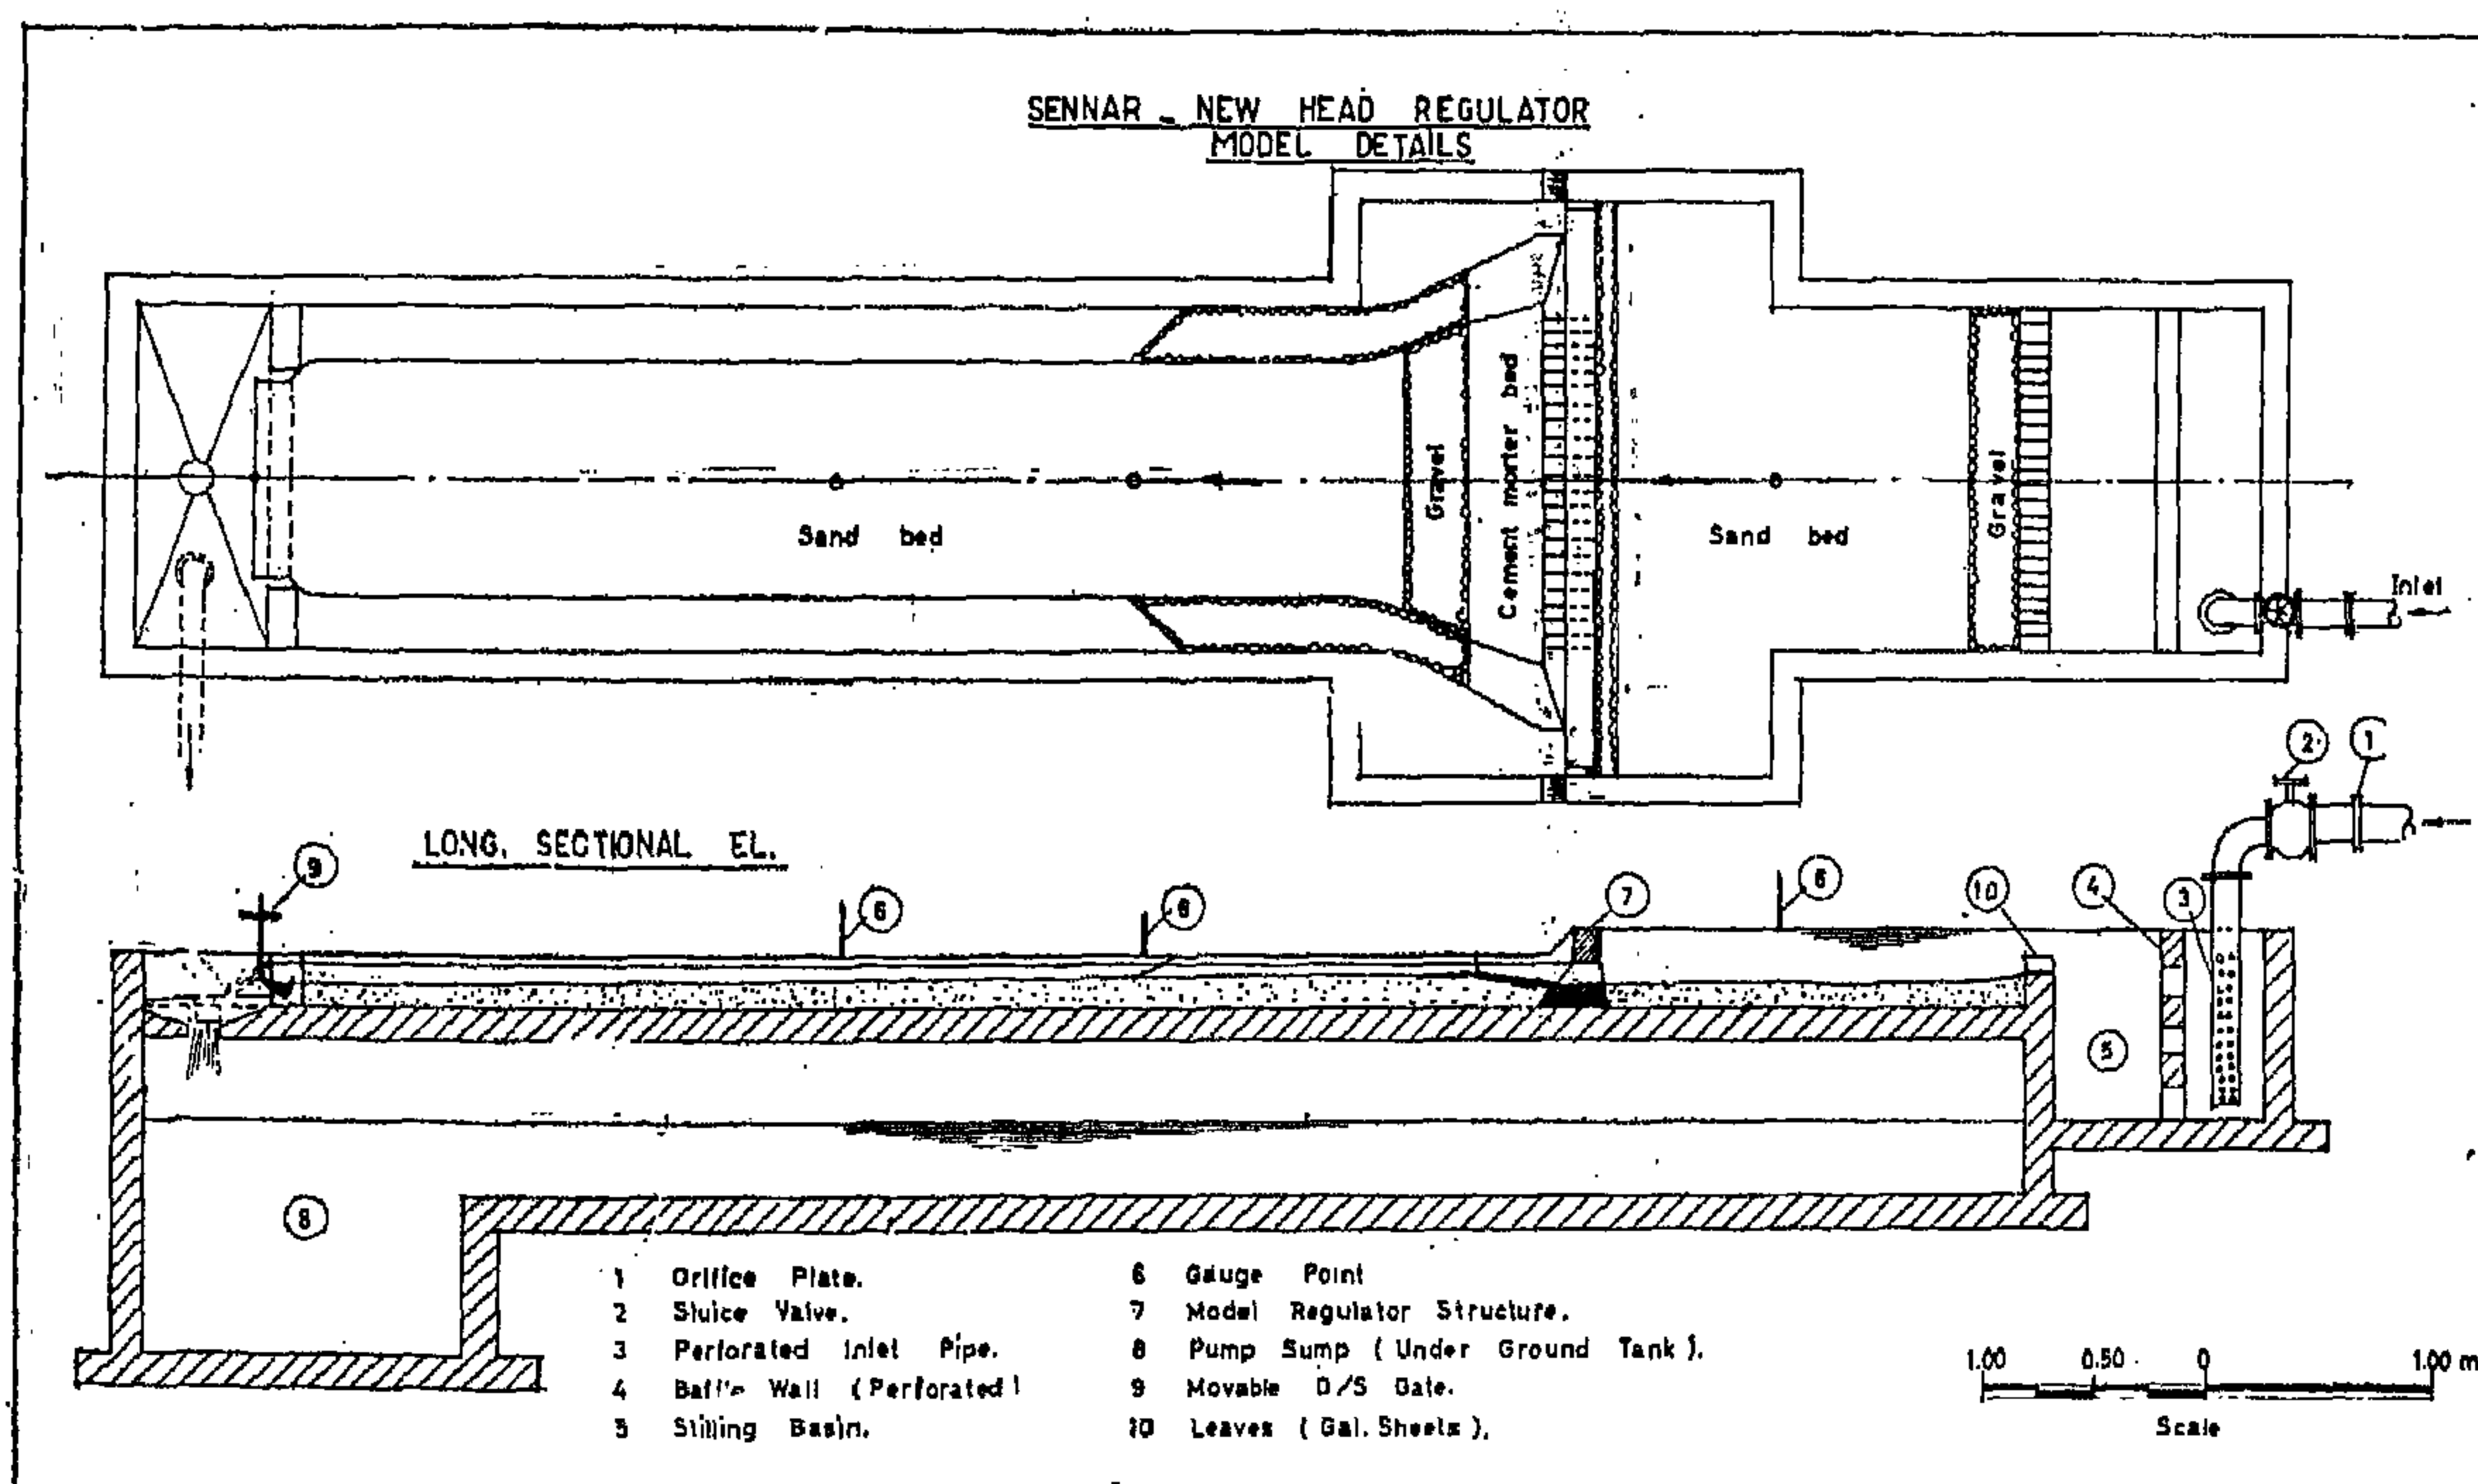 SENNAR - NEW HEAD REGULATOR
MODEL DETAILS
Gravel
Cement morter bed
Gravel
Sand bed
Sand bed
Inlet
2
1
LONG. SECTIONAL EL.
9
6
6
7
6
10
4
3
5
8
1 Orifice Plate.
2 Sluice Valve.
3 Perforated Inlet Pipe.
4 Baffle Wall (Perforated)
5 Stilling Basin.
6 Gauge Point
7 Model Regulator Structure.
8 Pump Sump ( Under Ground Tank ).
9 Movable D/S Gate.
10 Leaves ( Gal. Sheets ).
1.00 0.50 0 1.00 m
Scale